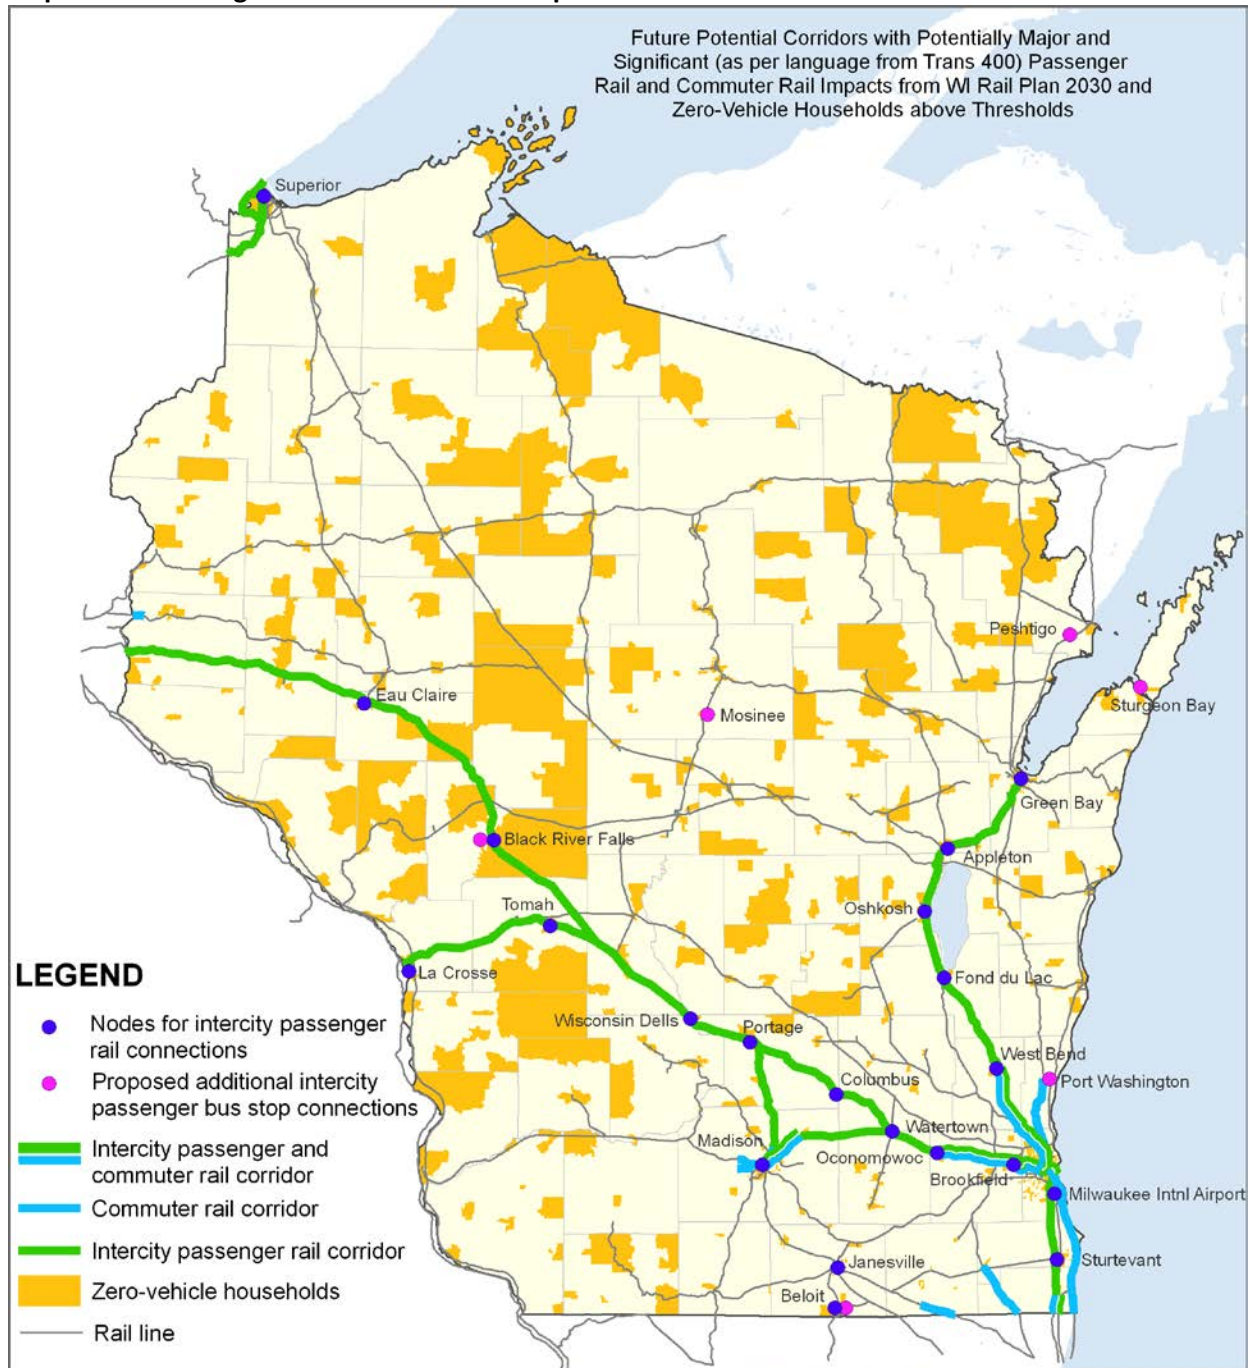 Future Potential Corridors with Potentially Major and
Significant (as per language from Trans 400) Passenger
Rail and Commuter Rail Impacts from WI Rail Plan 2030 and
Zero-Vehicle Households above Thresholds
Superior
Peshtigo
Eau Claire
Sturgeon Bay
Mosinee
Green Bay
Black River Falls
Appleton
Tomah
Oshkosh
La Crosse
Fond du Lac
Wisconsin Dells
Portage
West Bend
Port Washington
Columbus
Watertown
Madison
Oconomowoc
Brookfield
Milwaukee Intnl Airport
Janesville
Sturtevant
Beloit
LEGEND
Nodes for intercity passenger
rail connections
Proposed additional intercity
passenger bus stop connections
Intercity passenger and
commuter rail corridor
Commuter rail corridor
Intercity passenger rail corridor
Zero-vehicle households
Rail line